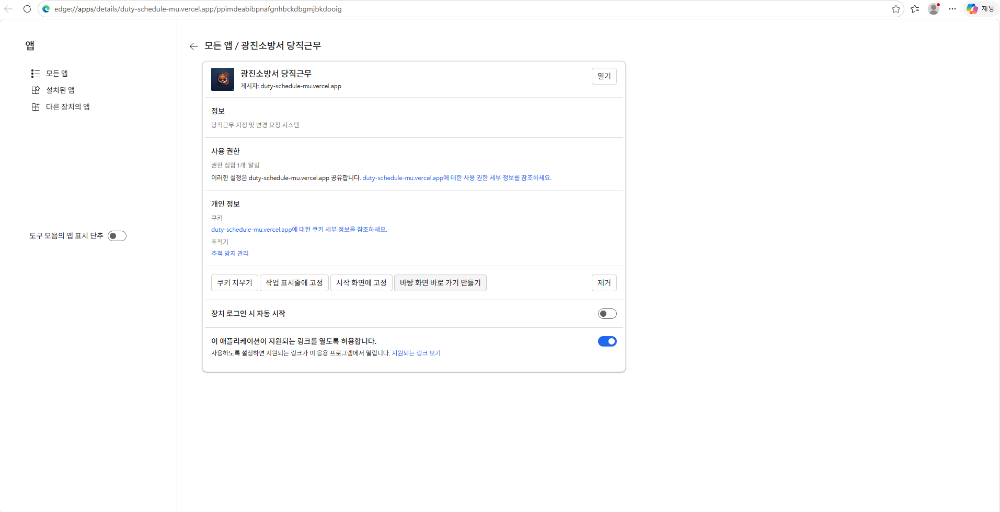 edge://apps/details/duty-schedule-mu.vercel.app/ppimdeabibpnafgnhbckdbgmjbkdooig
채팅
앱
모든 앱
설치된 앱
다른 장치의 앱
도구 모음의 앱 표시 단추
모든 앱 / 광진소방서 당직근무
광진소방서 당직근무
게시자: duty-schedule-mu.vercel.app
열기
정보
당직근무 지정 및 변경 요청 시스템
사용 권한
권한 집합 1개: 알림
이러한 설정은 duty-schedule-mu.vercel.app 공유합니다. duty-schedule-mu.vercel.app에 대한 사용 권한 세부 정보를 참조하세요.
개인 정보
쿠키
duty-schedule-mu.vercel.app에 대한 쿠키 세부 정보를 참조하세요.
추적기
추적 방지 관리
쿠키 지우기 작업 표시줄에 고정 시작 화면에 고정 바탕 화면 바로 가기 만들기 제거
장치 로그인 시 자동 시작
이 애플리케이션이 지원되는 링크를 열도록 허용합니다.
사용하도록 설정하면 지원되는 링크가 이 응용 프로그램에서 열립니다. 지원되는 링크 보기